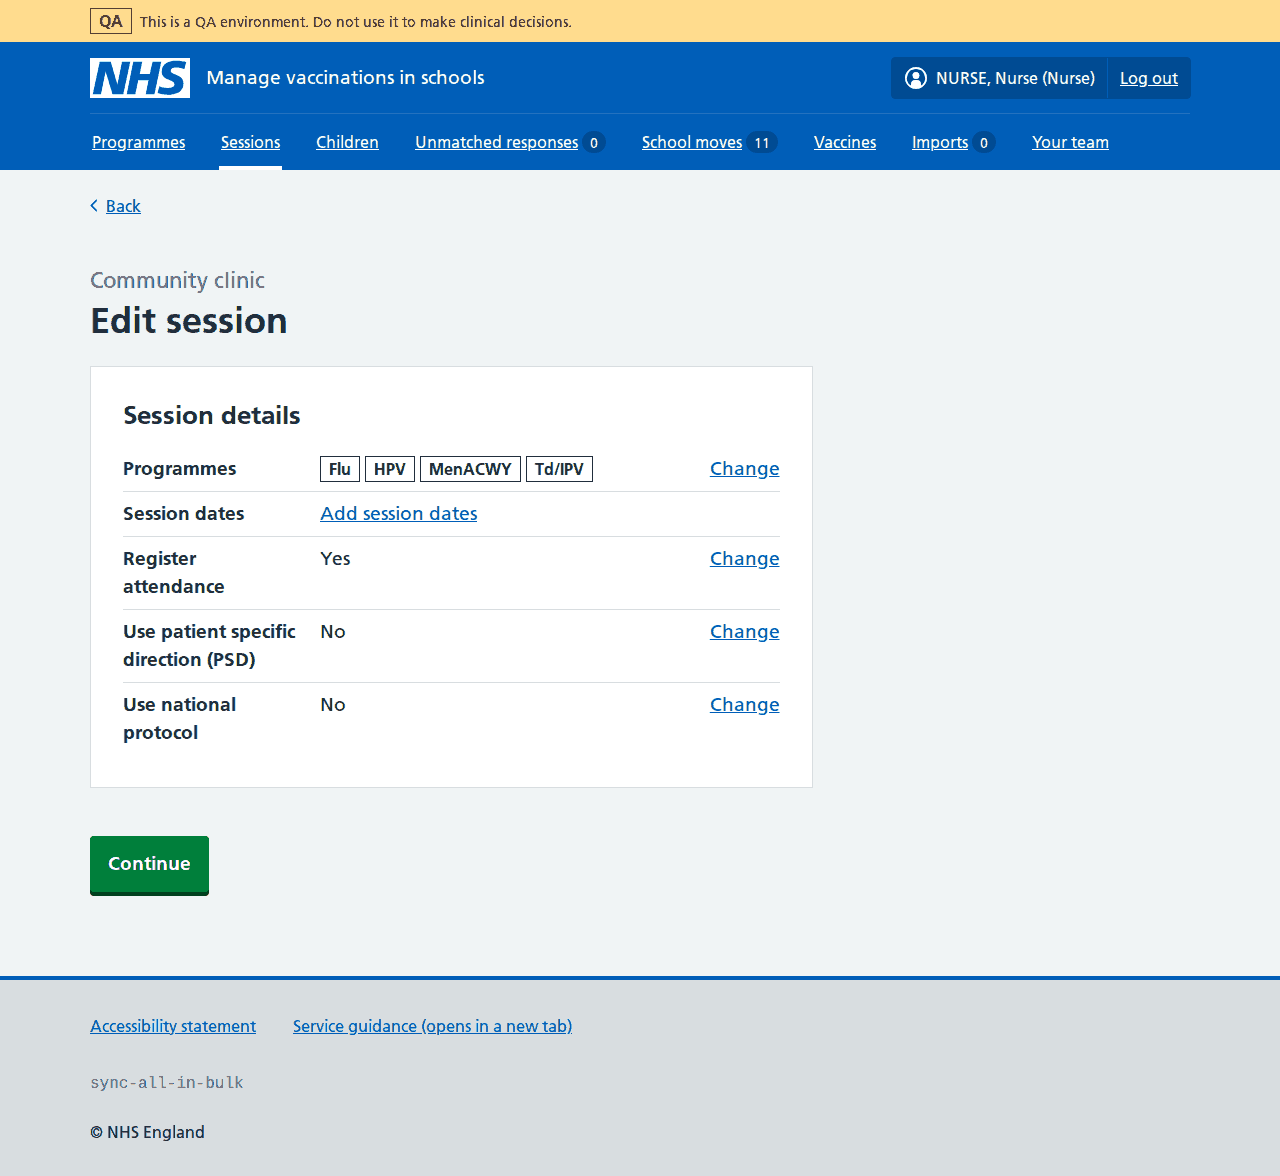 QA This is a QA environment. Do not use it to make clinical decisions.
NHS Manage vaccinations in schools NURSE, Nurse (Nurse) Log out
Programmes Sessions Children Unmatched responses 0 School moves 11 Vaccines Imports 0 Your team
Back
Community clinic
Edit session
Session details
Programmes Flu HPV MenACWY Td/IPV Change
Session dates Add session dates
Register attendance Yes Change
Use patient specific direction (PSD) No Change
Use national protocol No Change
Continue
Accessibility statement Service guidance (opens in a new tab)
sync-all-in-bulk
© NHS England